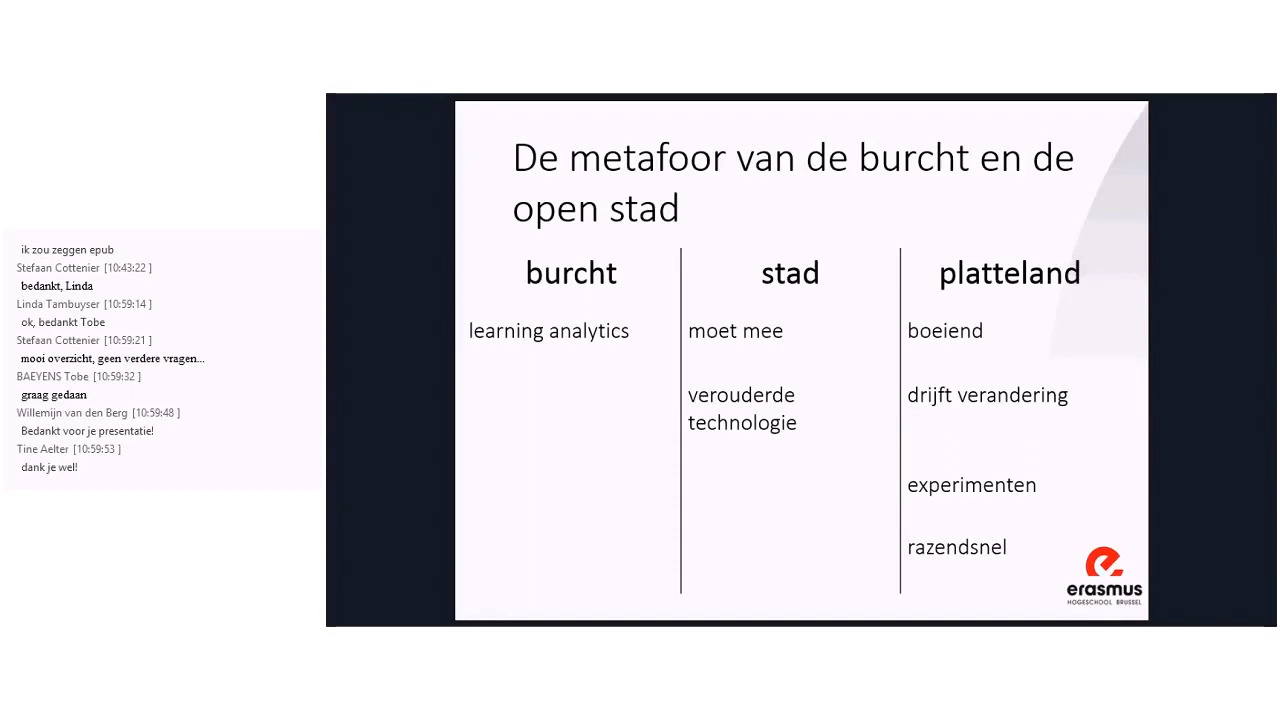 ik zou zeggen epub
Stefaan Cottenier [10:43:22 ]
bedankt, Linda
Linda Tambuyser [10:59:14 ]
ok, bedankt Tobe
Stefaan Cottenier [10:59:21 ]
mooi overzicht, geen verdere vragen...
BAEYENS Tobe [10:59:32 ]
graag gedaan
Willemijn van den Berg [10:59:48 ]
Bedankt voor je presentatie!
Tine Aelter [10:59:53 ]
dank je wel!
De metafoor van de burcht en de
open stad
burcht
learning analytics
stad
moet mee
verouderde
technologie
platteland
boeiend
drijft verandering
experimenten
razendsnel
erasmus
HOGESCHOOL BRUSSEL